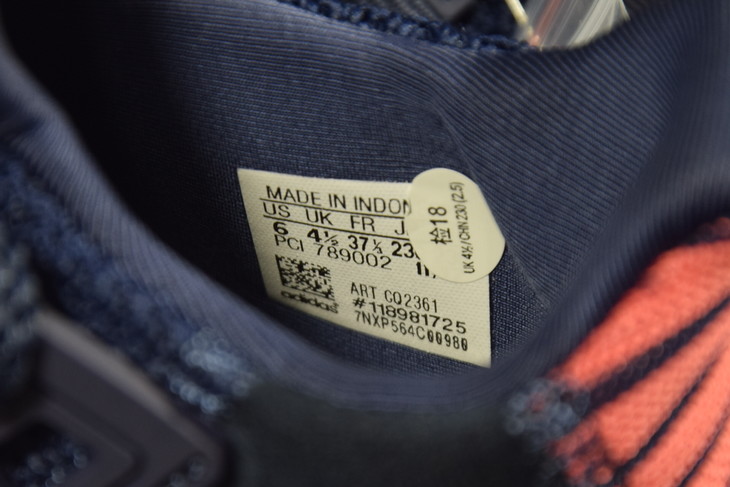 MADE IN INDON
US UK FR J
6 4½ 37⅓ 23
PCI 789002
ART CQ2361
adidas #118981725
7NXP564C00980
检18
UK 4½/CHN 230 (2.5)